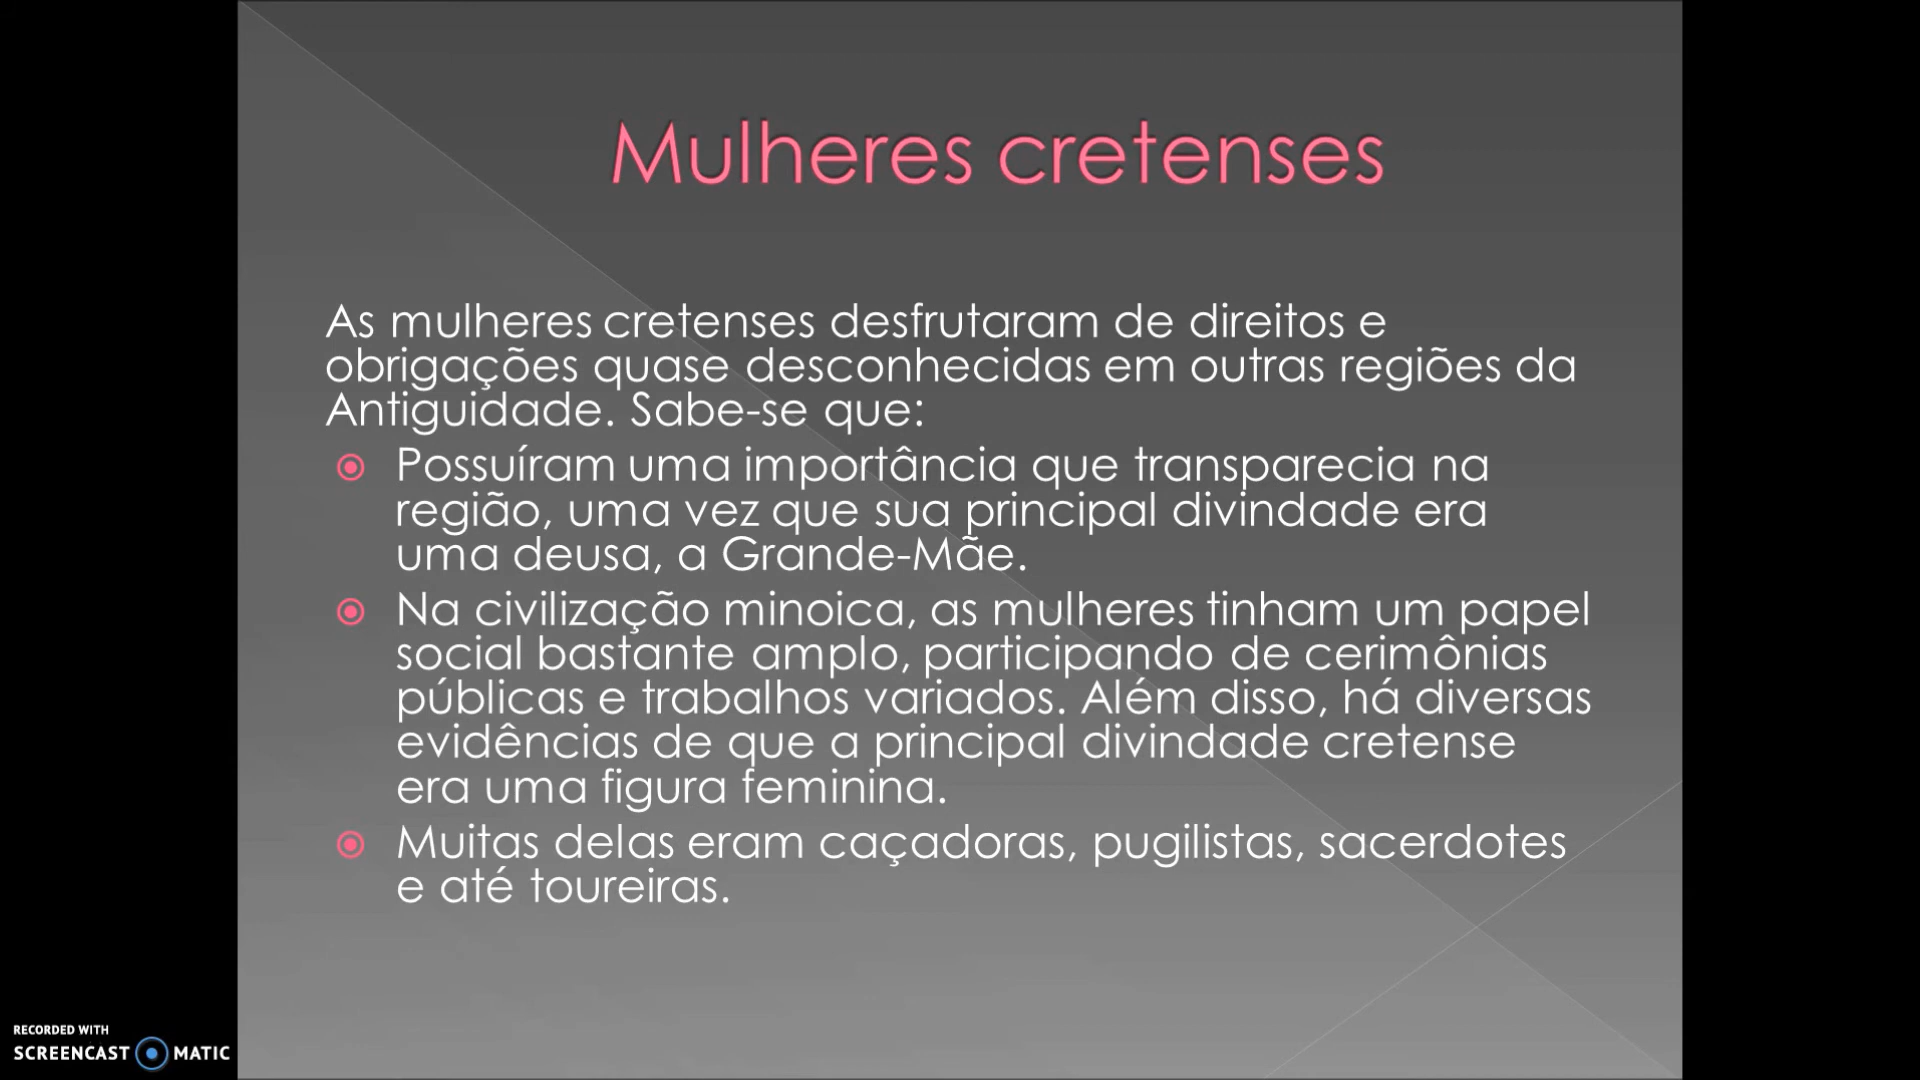 Mulheres cretenses
As mulheres cretenses desfrutaram de direitos e
obrigações quase desconhecidas em outras regiões da
Antiguidade. Sabe-se que:
Possuíram uma importância que transparecia na
região, uma vez que sua principal divindade era
uma deusa, a Grande-Mãe.
Na civilização minoica, as mulheres tinham um papel
social bastante amplo, participando de cerimônias
públicas e trabalhos variados. Além disso, há diversas
evidências de que a principal divindade cretense
era uma figura feminina.
Muitas delas eram caçadoras, pugilistas, sacerdotes
e até toureiras.
RECORDED WITH
SCREENCAST MATIC